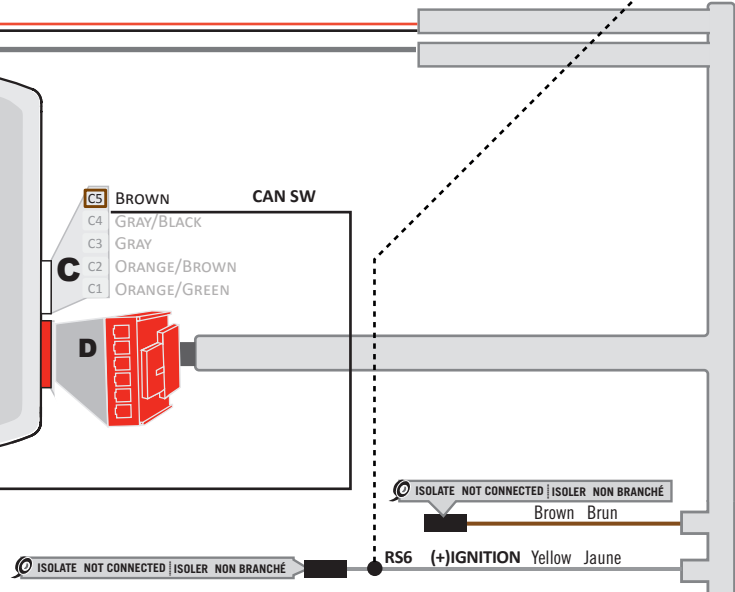 C5 BROWN CAN SW
C4 GRAY/BLACK
C3 GRAY
C C2 ORANGE/BROWN
C1 ORANGE/GREEN
D
ISOLATE NOT CONNECTED ISOLER NON BRANCHÉ
Brown Brun
RS6 (+)IGNITION Yellow Jaune
ISOLATE NOT CONNECTED ISOLER NON BRANCHÉ